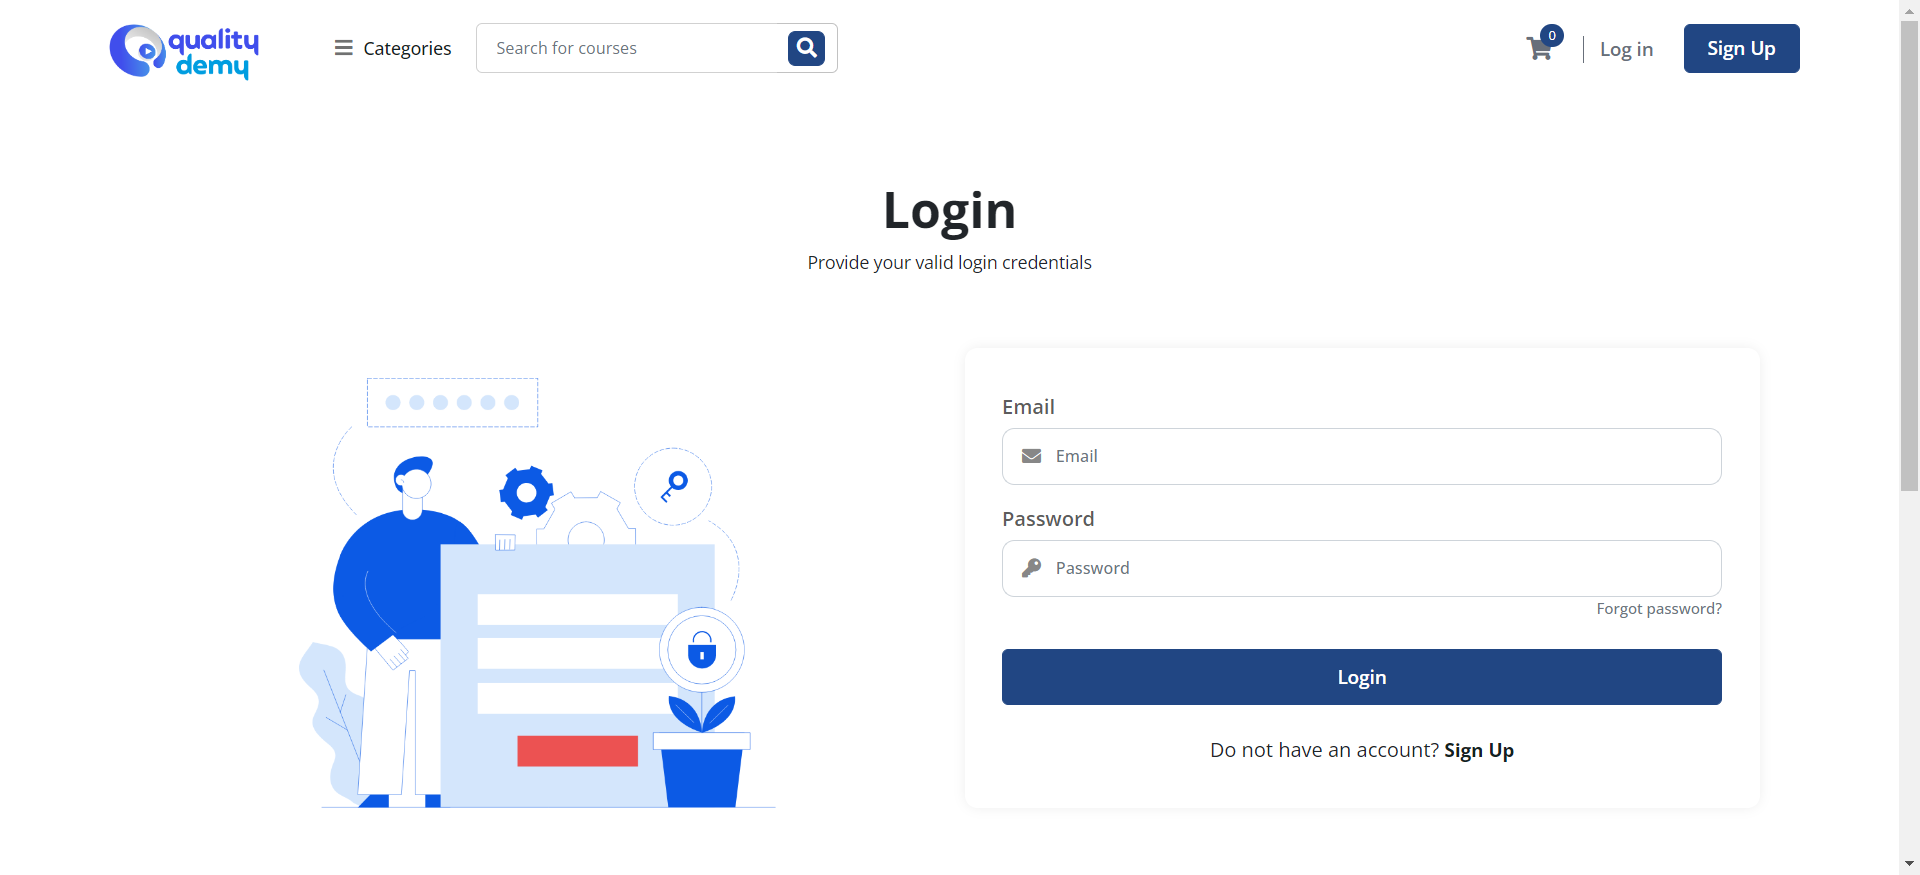 quality
demy
Categories
Search for courses
0
Log in
Sign Up
Login
Provide your valid login credentials
Email
Email
Password
Password
Forgot password?
Login
Do not have an account? Sign Up